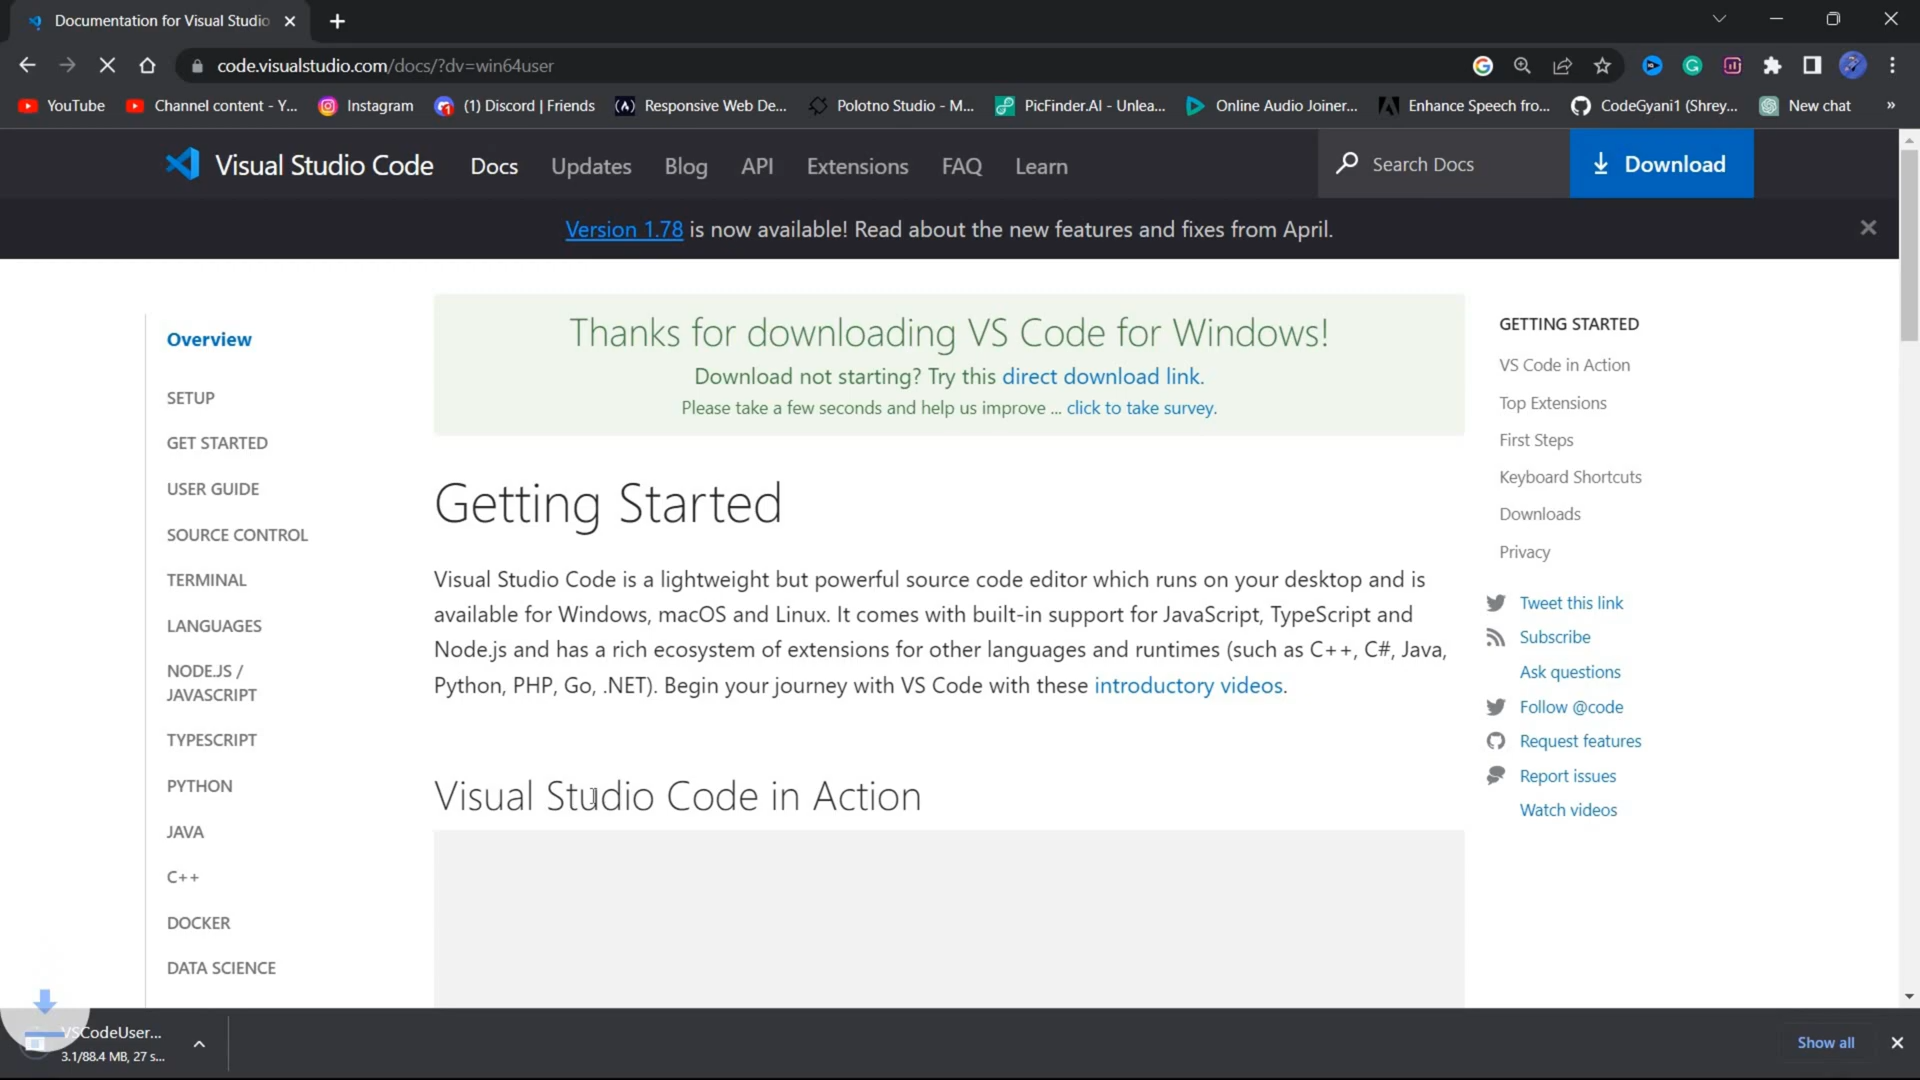 Documentation for Visual Studio
code.visualstudio.com/docs/?dv=win64user
YouTube
Channel content - Y...
Instagram
(1) Discord | Friends
Responsive Web De...
Polotno Studio - M...
PicFinder.AI - Unlea...
Online Audio Joiner...
Enhance Speech fro...
CodeGyani1 (Shrey...
New chat
»
Visual Studio Code
Docs
Updates
Blog
API
Extensions
FAQ
Learn
Search Docs
Download
Version 1.78 is now available! Read about the new features and fixes from April.
Overview
SETUP
GET STARTED
USER GUIDE
SOURCE CONTROL
TERMINAL
LANGUAGES
NODE.JS /
JAVASCRIPT
TYPESCRIPT
PYTHON
JAVA
C++
DOCKER
DATA SCIENCE
Thanks for downloading VS Code for Windows!
Download not starting? Try this direct download link.
Please take a few seconds and help us improve ... click to take survey.
Getting Started
Visual Studio Code is a lightweight but powerful source code editor which runs on your desktop and is
available for Windows, macOS and Linux. It comes with built-in support for JavaScript, TypeScript and
Node.js and has a rich ecosystem of extensions for other languages and runtimes (such as C++, C#, Java,
Python, PHP, Go, .NET). Begin your journey with VS Code with these introductory videos.
Visual Studio Code in Action
GETTING STARTED
VS Code in Action
Top Extensions
First Steps
Keyboard Shortcuts
Downloads
Privacy
Tweet this link
Subscribe
Ask questions
Follow @code
Request features
Report issues
Watch videos
VSCodeUser...
3.1/88.4 MB, 27 s...
Show all